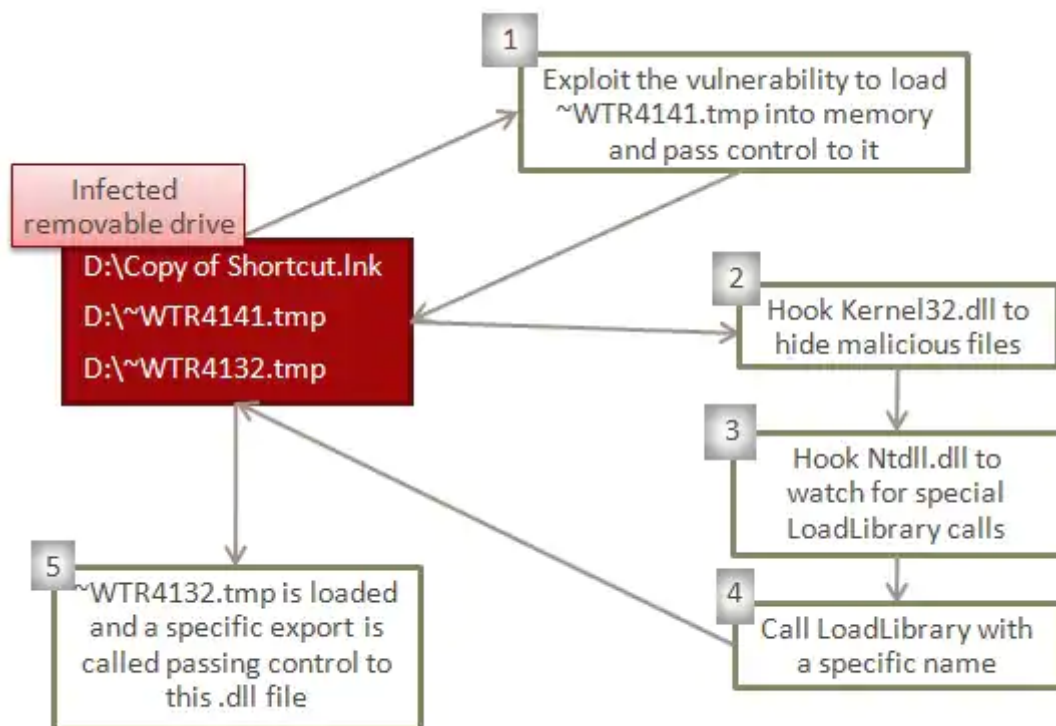 1
Exploit the vulnerability to load
~WTR4141.tmp into memory
and pass control to it
Infected
removable drive
D:\Copy of Shortcut.lnk
D:\~WTR4141.tmp
D:\~WTR4132.tmp
2
Hook Kernel32.dll to
hide malicious files
3
Hook Ntdll.dll to
watch for special
LoadLibrary calls
4
Call LoadLibrary with
a specific name
5
~WTR4132.tmp is loaded
and a specific export is
called passing control to
this .dll file